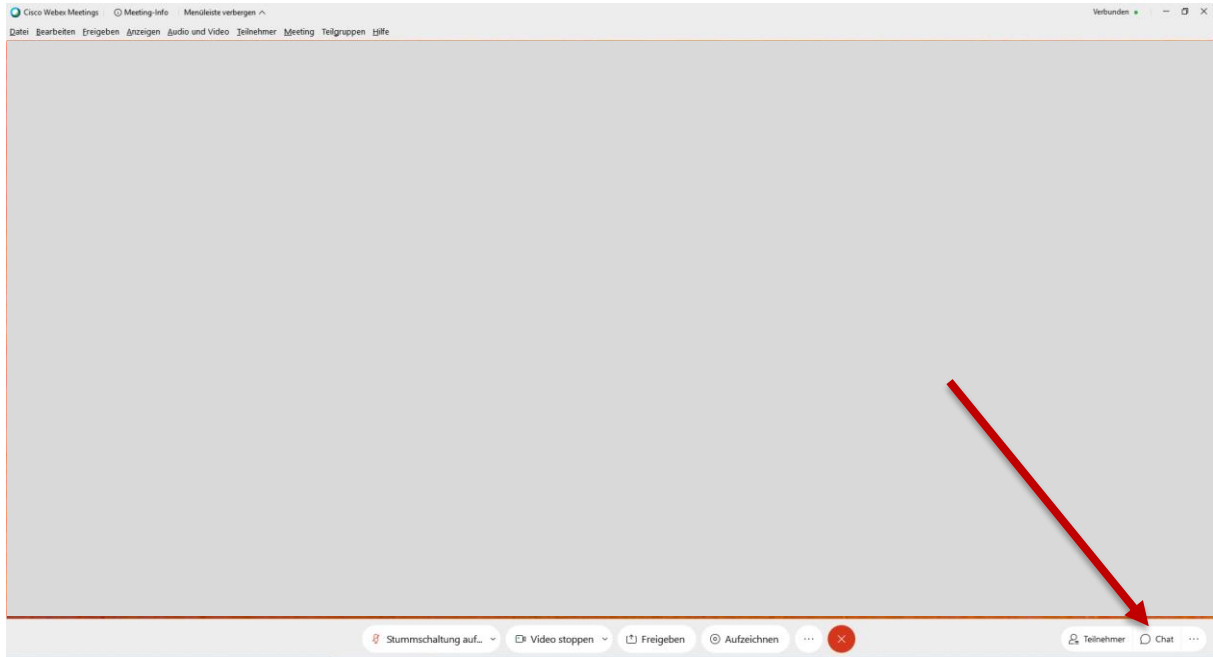 Cisco Webex Meetings Meeting-Info Menüleiste verbergen Verbunden
Datei Bearbeiten Freigeben Anzeigen Audio und Video Teilnehmer Meeting Teilgruppen Hilfe
Stummschaltung auf... Video stoppen Freigeben Aufzeichnen ... Teilnehmer Chat ...